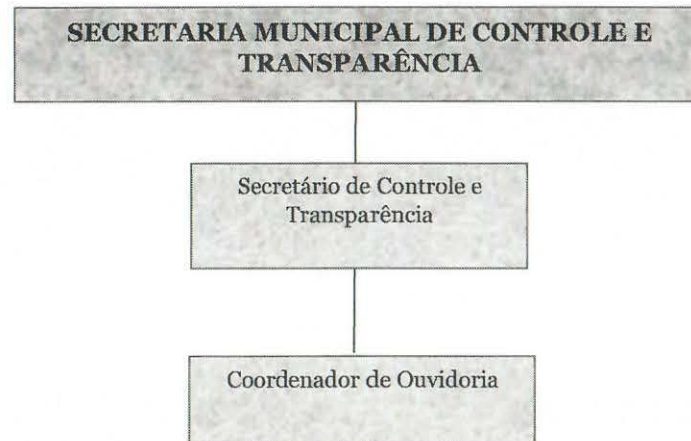 SECRETARIA MUNICIPAL DE CONTROLE E
TRANSPARÊNCIA
Secretário de Controle e
Transparência
Coordenador de Ouvidoria